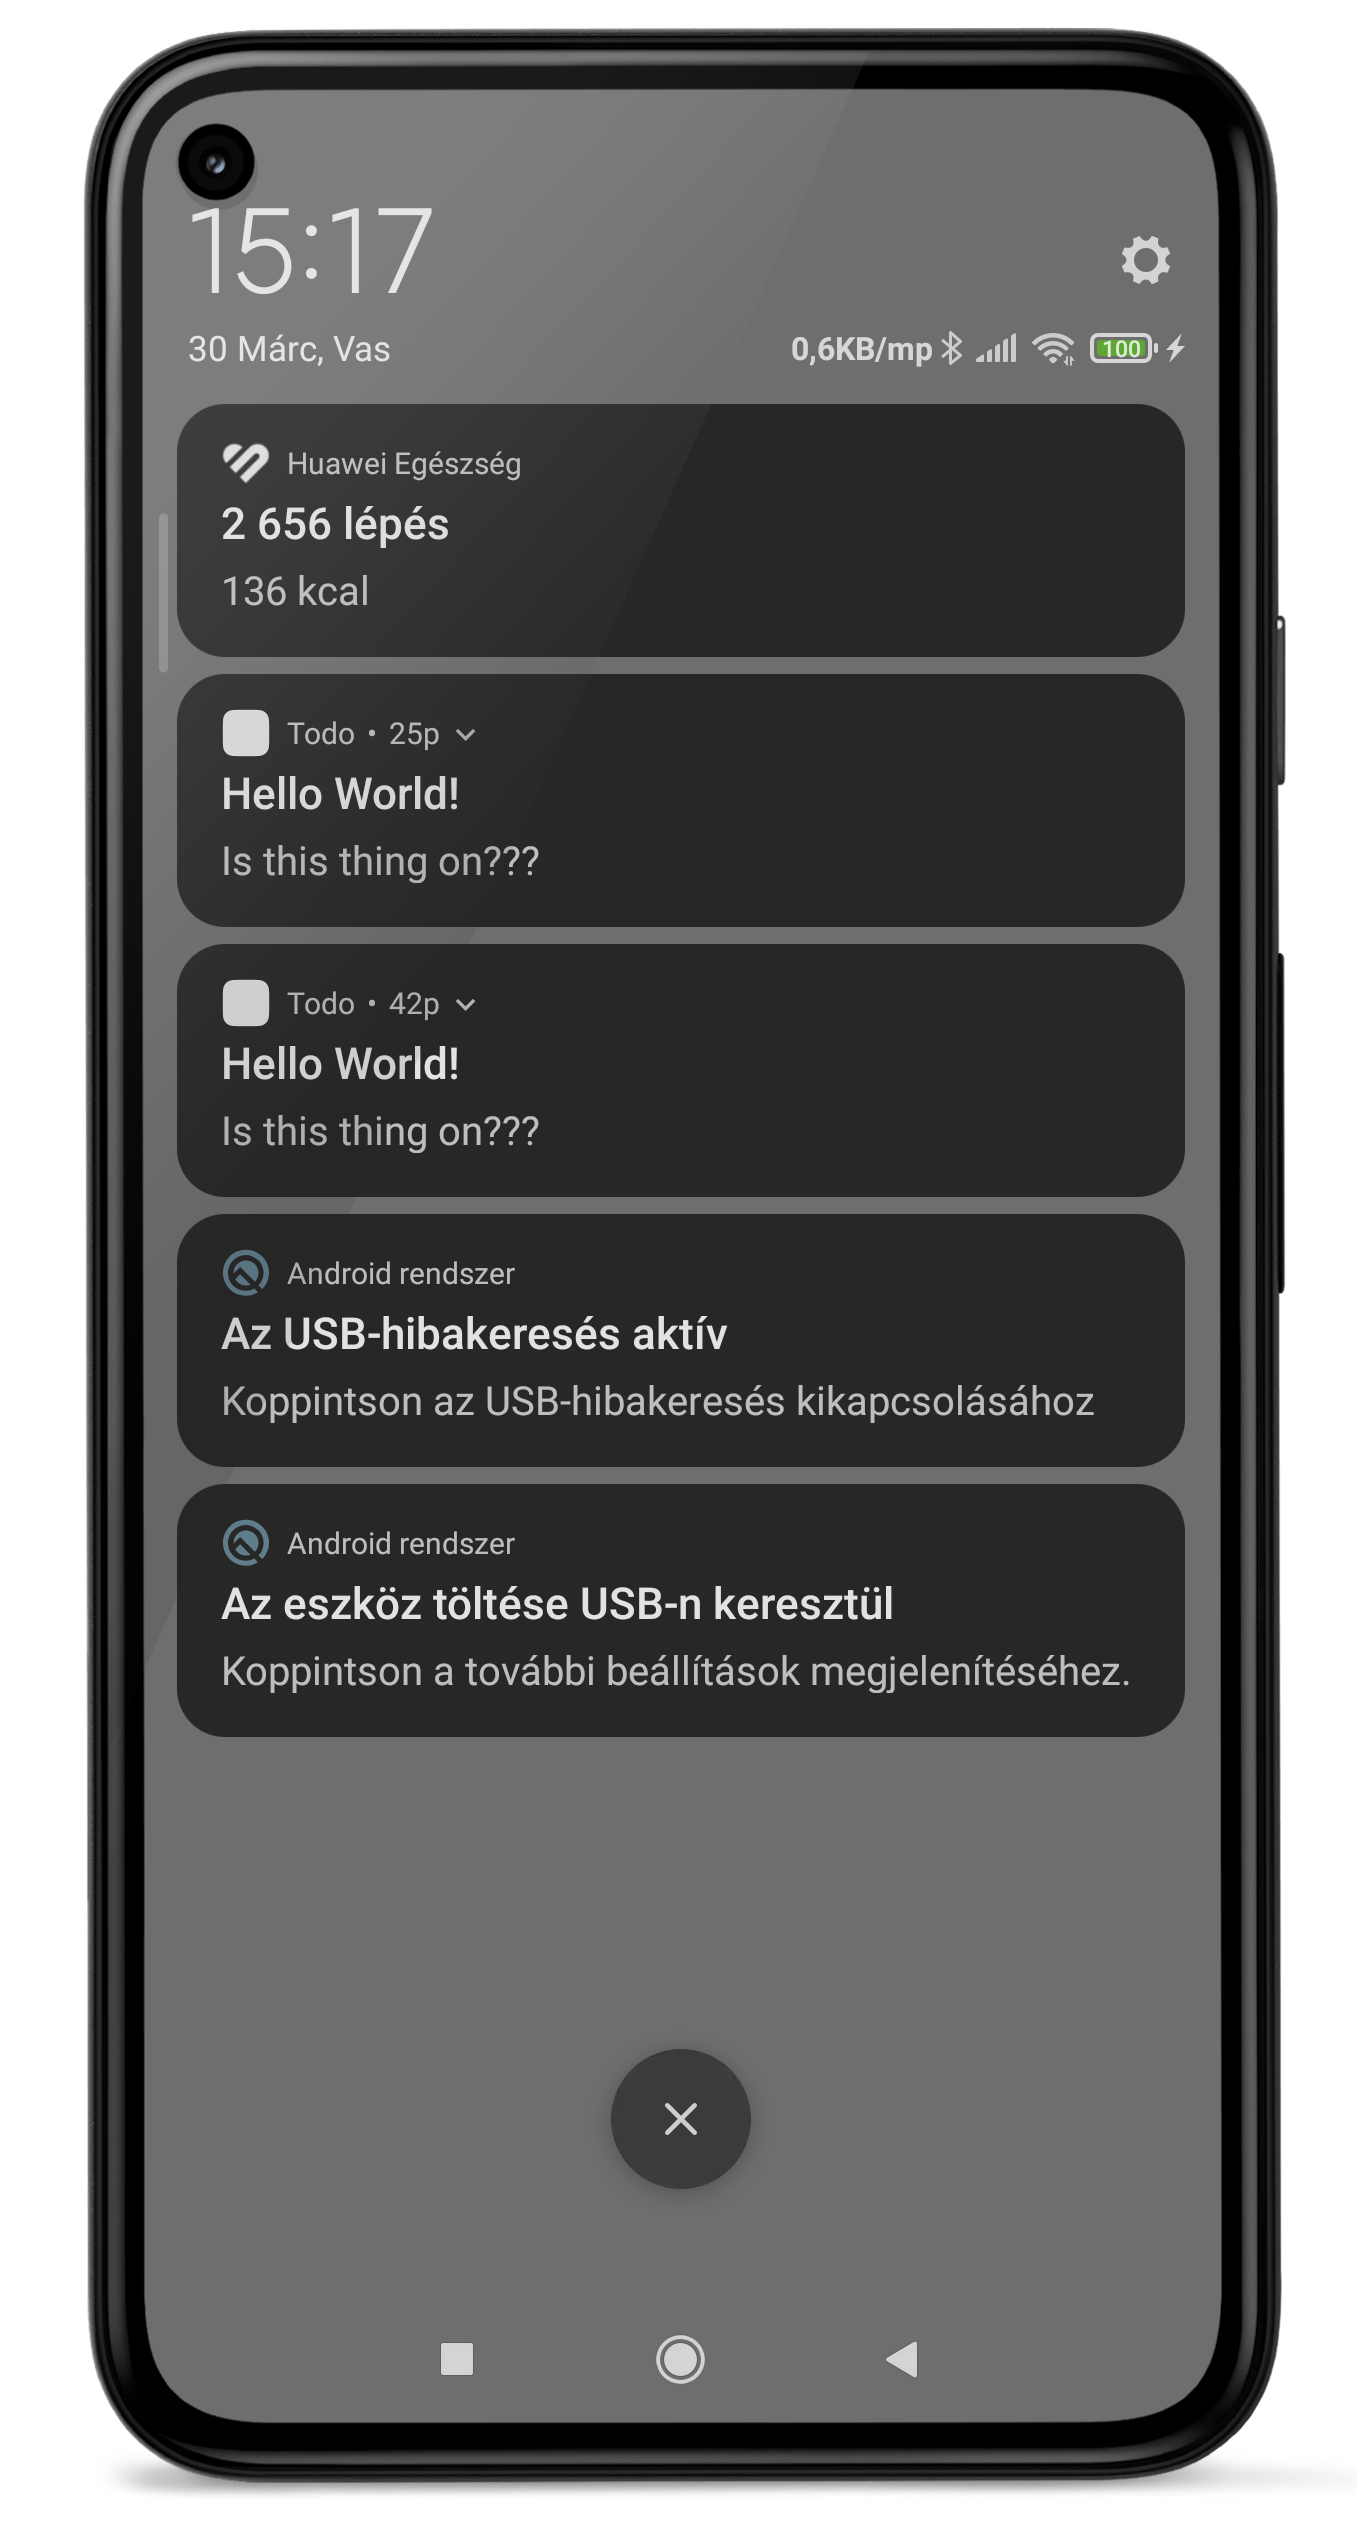 15:17
30 Márc, Vas
0,6KB/mp
100
Huawei Egészség
2 656 lépés
136 kcal
Todo • 25p
Hello World!
Is this thing on???
Todo • 42p
Hello World!
Is this thing on???
Android rendszer
Az USB-hibakeresés aktív
Koppintson az USB-hibakeresés kikapcsolásához
Android rendszer
Az eszköz töltése USB-n keresztül
Koppintson a további beállítások megjelenítéséhez.